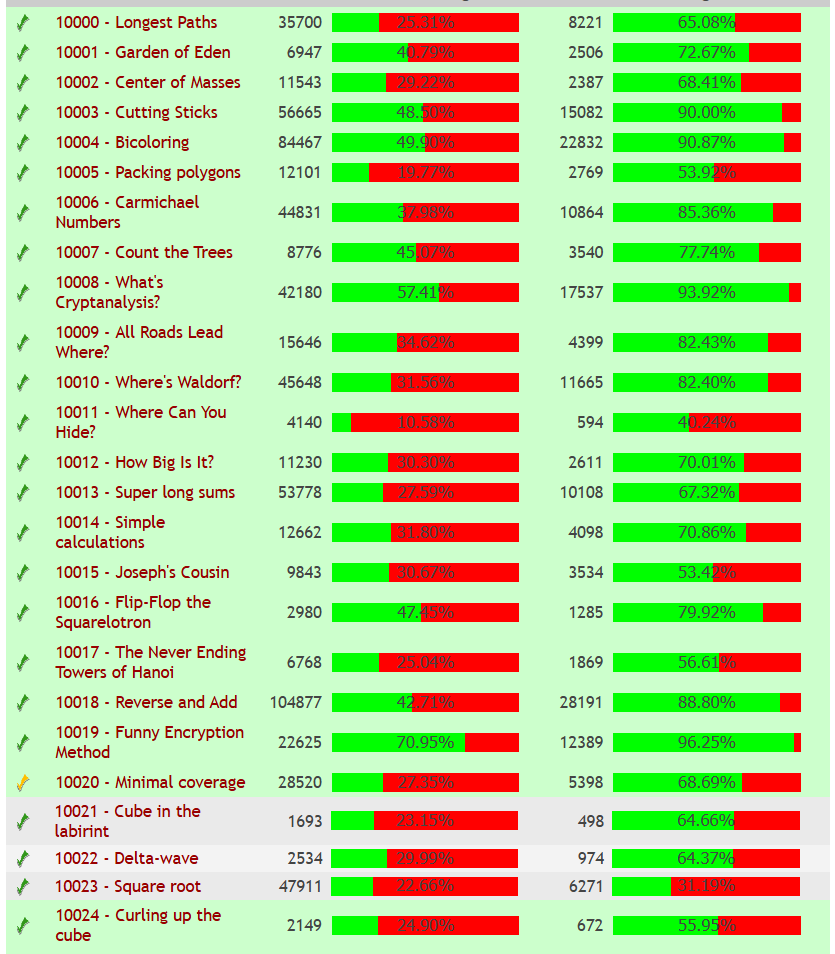 10000 - Longest Paths 35700 25.31% 8221 65.08%
10001 - Garden of Eden 6947 40.79% 2506 72.67%
10002 - Center of Masses 11543 29.22% 2387 68.41%
10003 - Cutting Sticks 56665 48.50% 15082 90.00%
10004 - Bicoloring 84467 49.90% 22832 90.87%
10005 - Packing polygons 12101 19.77% 2769 53.92%
10006 - Carmichael
Numbers 44831 37.98% 10864 85.36%
10007 - Count the Trees 8776 45.07% 3540 77.74%
10008 - What's
Cryptanalysis? 42180 57.41% 17537 93.92%
10009 - All Roads Lead
Where? 15646 34.62% 4399 82.43%
10010 - Where's Waldorf? 45648 31.56% 11665 82.40%
10011 - Where Can You
Hide? 4140 10.58% 594 40.24%
10012 - How Big Is It? 11230 30.30% 2611 70.01%
10013 - Super long sums 53778 27.59% 10108 67.32%
10014 - Simple
calculations 12662 31.80% 4098 70.86%
10015 - Joseph's Cousin 9843 30.67% 3534 53.42%
10016 - Flip-Flop the
Squarelotron 2980 47.45% 1285 79.92%
10017 - The Never Ending
Towers of Hanoi 6768 25.04% 1869 56.61%
10018 - Reverse and Add 104877 42.71% 28191 88.80%
10019 - Funny Encryption
Method 22625 70.95% 12389 96.25%
10020 - Minimal coverage 28520 27.35% 5398 68.69%
10021 - Cube in the
labirint 1693 23.15% 498 64.66%
10022 - Delta-wave 2534 29.99% 974 64.37%
10023 - Square root 47911 22.66% 6271 31.19%
10024 - Curling up the
cube 2149 24.90% 672 55.95%